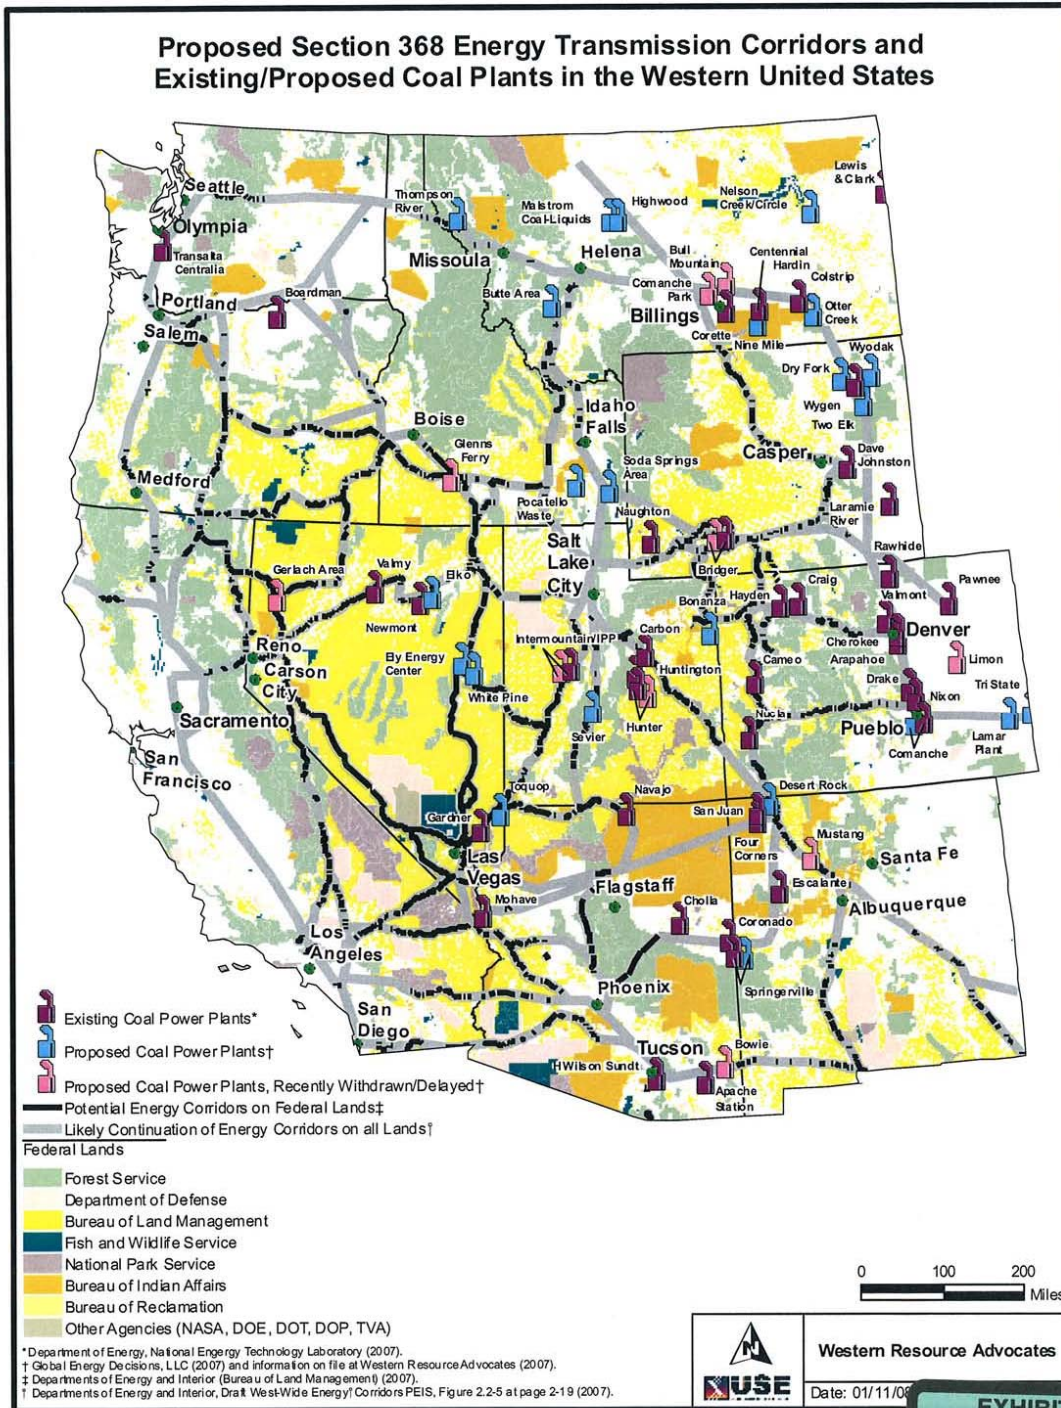 Proposed Section 368 Energy Transmission Corridors and
Existing/Proposed Coal Plants in the Western United States
Lewis
& Clark
Seattle
Thompson
River
Malstrom
Coal-Liquids
Highwood
Nelson
Creek/Circle
Olympia
Transalta
Centralia
Missoula
Helena
Bull
Mountain
Centennial
Hardin
Colstrip
Comanche
Park
Portland
Boardman
Butte Area
Billings
Otter
Creek
Salem
Corette
Nine Mile
Wyodak
Dry Fork
Wygen
Two Elk
Boise
Idaho
Falls
Glenns
Ferry
Casper
Dave
Johnston
Medford
Soda Springs
Area
Pocatello
Waste
Naughton
Laramie
River
Salt
Lake
City
Rawhide
Gerlach Area
Valmy
Elko
Bridger
Craig
Valmont
Pawnee
Bonanza
Hayden
Newmont
Carbon
Cherokee
Denver
Reno
Intermountain/IPP
Arapahoe
Limon
Carson
City
Ely Energy
Center
Huntington
Cameo
Drake
Tri State
White Pine
Nixon
Sacramento
Hunter
Nucla
Pueblo
Sevier
Comanche
Lamar
Plant
San
Francisco
Toquop
Navajo
Desert Rock
Gardner
San Juan
Mustang
Four
Corners
Las
Vegas
Santa Fe
Flagstaff
Escalante
Mohave
Cholla
Coronado
Albuquerque
Los
Angeles
Springerville
Phoenix
San
Diego
Tucson
Bowie
H Wilson Sundt
Apache
Station
Existing Coal Power Plants*
Proposed Coal Power Plants†
Proposed Coal Power Plants, Recently Withdrawn/Delayed†
Potential Energy Corridors on Federal Lands‡
Likely Continuation of Energy Corridors on all Lands†
Federal Lands
Forest Service
Department of Defense
Bureau of Land Management
Fish and Wildlife Service
National Park Service
Bureau of Indian Affairs
Bureau of Reclamation
Other Agencies (NASA, DOE, DOT, DOP, TVA)
0 100 200
Miles
*Department of Energy, National Engergy Technology Laboratory (2007).
† Global Energy Decisions, LLC (2007) and information on file at Western Resource Advocates (2007).
‡ Departments of Energy and Interior (Bureau of Land Management) (2007).
† Departments of Energy and Interior, Draft West-Wide Energy Corridors PEIS, Figure 2.2-5 at page 2-19 (2007).
N
USE
Western Resource Advocates
Date: 01/11/08
EXHIBIT